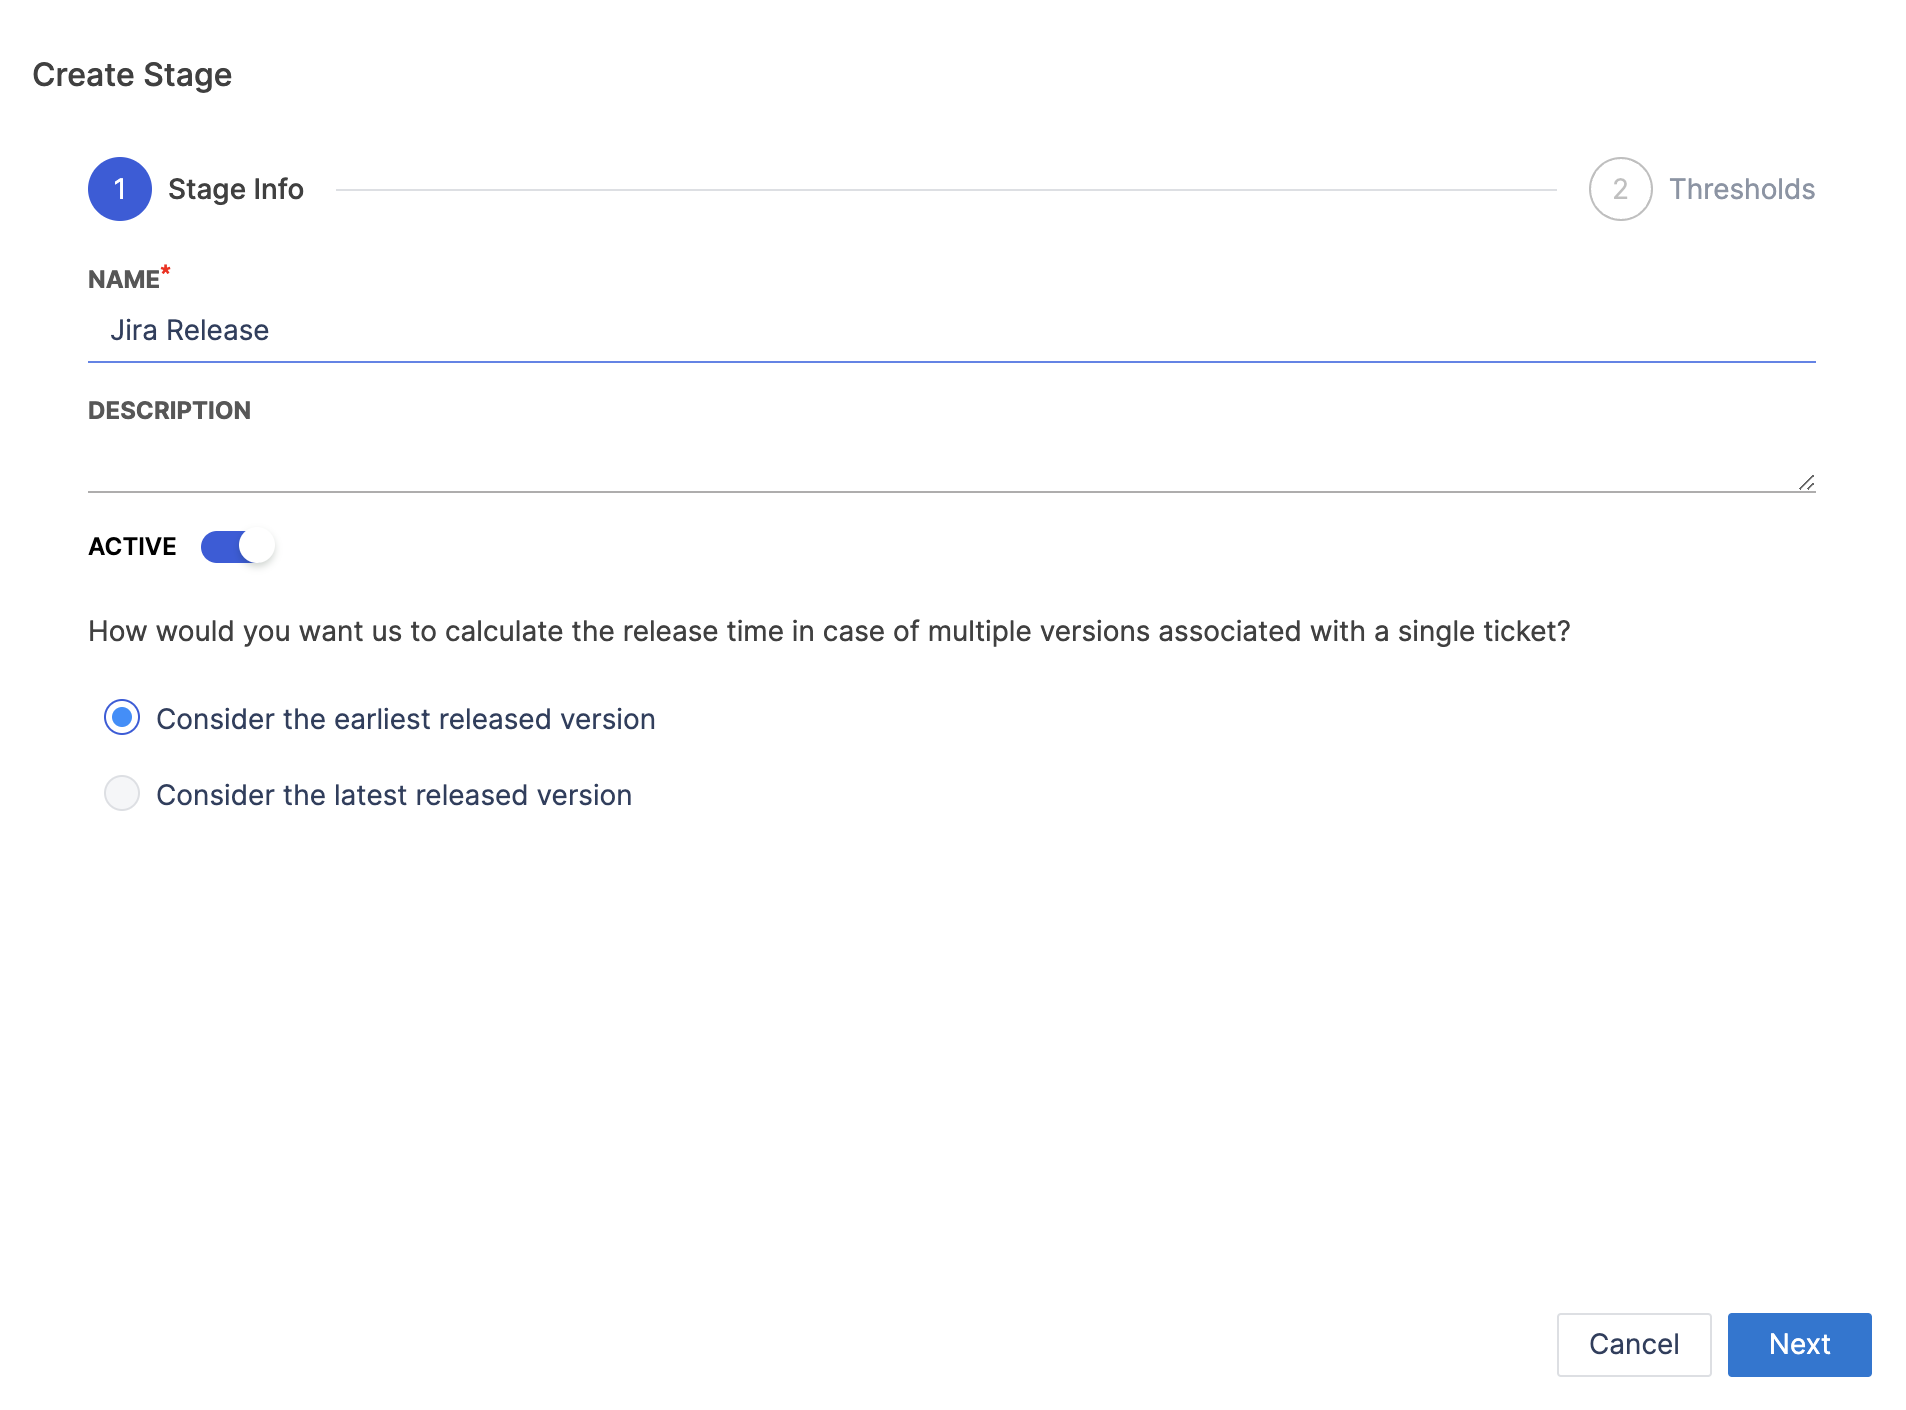 Create Stage
1 Stage Info 2 Thresholds
NAME*
Jira Release
DESCRIPTION
ACTIVE
How would you want us to calculate the release time in case of multiple versions associated with a single ticket?
Consider the earliest released version
Consider the latest released version
Cancel Next